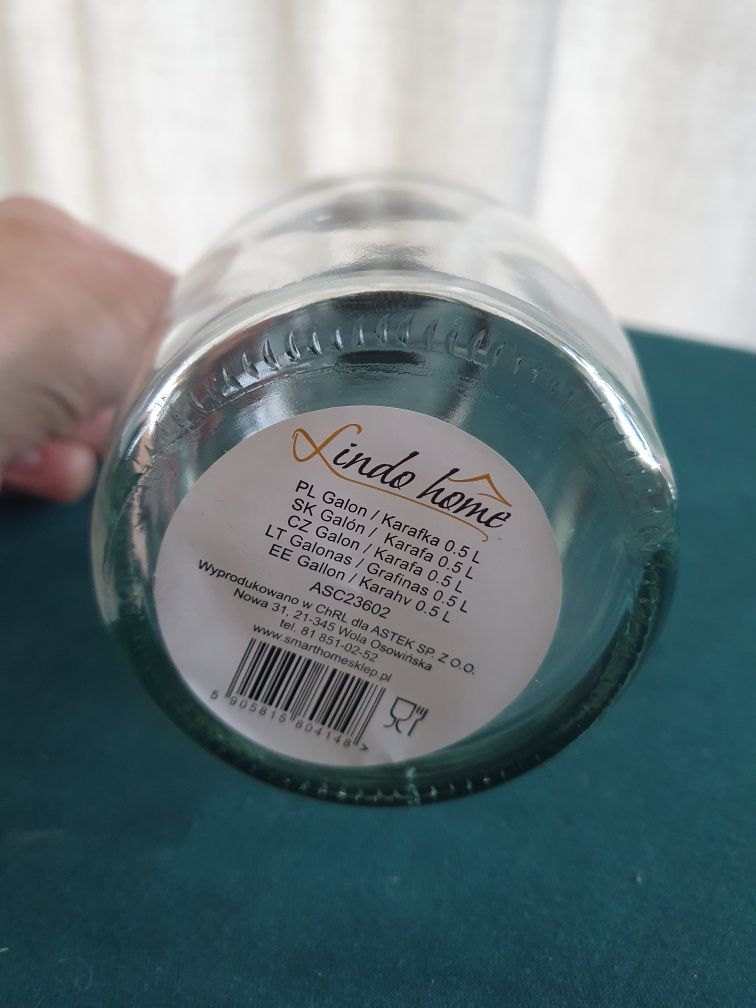 Lindo home
PL Galon / Karafka 0.5 L
SK Galón / Karafa 0.5 L
CZ Galon / Karafa 0.5 L
LT Galonas / Grafinas 0.5 L
EE Gallon / Karahv 0.5 L
ASC23602
Wyprodukowano w ChRL dla ASTEK SP. Z O.O.
Nowa 31, 21-345 Wola Osowińska
tel. 81 851-02-52
www.smarthomesklep.pl
5 905815 804148 >